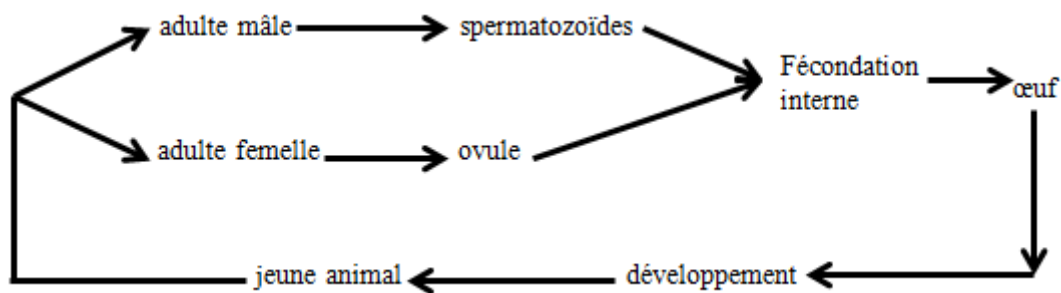 adulte mâle
spermatozoïdes
Fécondation
interne
œuf
adulte femelle
ovule
jeune animal
développement